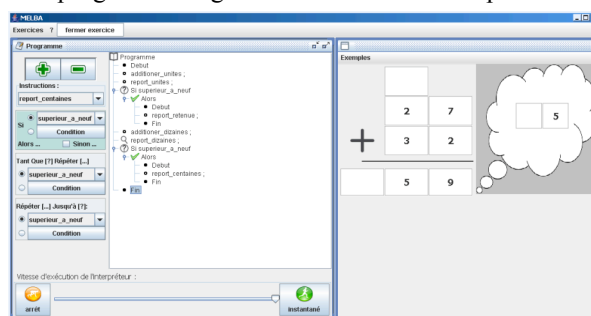 MELBA
Exercices ? fermer exercice
Programme
Instructions :
report_centaines
Si superieur_a_neuf
Condition
Alors ... Sinon ...
Tant Que [?] Répéter [...]
superieur_a_neuf
Condition
Répéter [...] Jusqu'à [?]:
superieur_a_neuf
Condition
Programme
Debut
additioner_unites ;
report_unites ;
Si superieur_a_neuf
Alors
Debut
report_retenue ;
Fin
additioner_dizaines ;
report_dizaines ;
Si superieur_a_neuf
Alors
Debut
report_centaines ;
Fin
Fin
Vitesse d'exécution de l'interpréteur :
arrêt
instantané
Exemples
2 7
+ 3 2
5 9
5